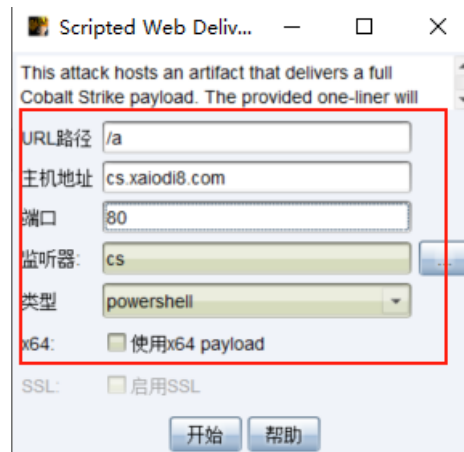 Scripted Web Deliv...
This attack hosts an artifact that delivers a full
Cobalt Strike payload. The provided one-liner will
URL路径 /a
主机地址 cs.xaiodi8.com
端口 80
监听器: cs ...
类型 powershell
x64: 使用x64 payload
SSL: 启用SSL
开始 帮助